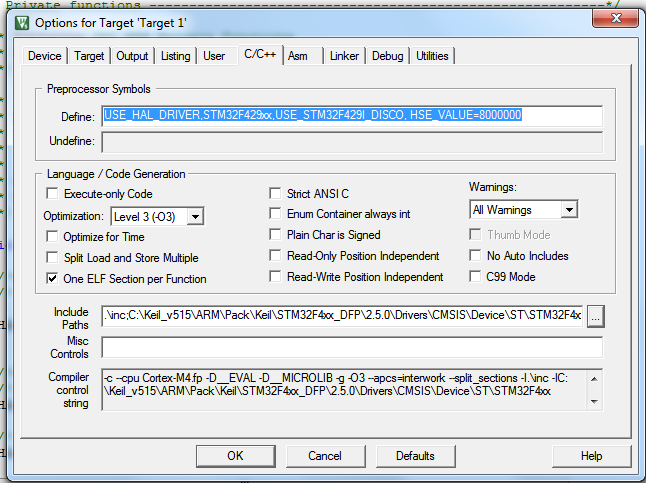 Private functions
Options for Target 'Target 1'
Device Target Output Listing User C/C++ Asm Linker Debug Utilities
Preprocessor Symbols
Define: USE_HAL_DRIVER,STM32F429xx,USE_STM32F429I_DISCO, HSE_VALUE=8000000
Undefine:
Language / Code Generation
Execute-only Code
Strict ANSI C
Warnings:
Optimization: Level 3 (-O3)
Enum Container always int
All Warnings
Optimize for Time
Plain Char is Signed
Thumb Mode
Split Load and Store Multiple
Read-Only Position Independent
No Auto Includes
One ELF Section per Function
Read-Write Position Independent
C99 Mode
Include
Paths
.\inc;C:\Keil_v515\ARM\Pack\Keil\STM32F4xx_DFP\2.5.0\Drivers\CMSIS\Device\ST\STM32F4x
...
Misc
Controls
Compiler
control
string
-c --cpu Cortex-M4.fp -D__EVAL -D__MICROLIB -g -O3 --apcs=interwork --split_sections -I.\inc -IC:
\Keil_v515\ARM\Pack\Keil\STM32F4xx_DFP\2.5.0\Drivers\CMSIS\Device\ST\STM32F4xx
OK Cancel Defaults Help